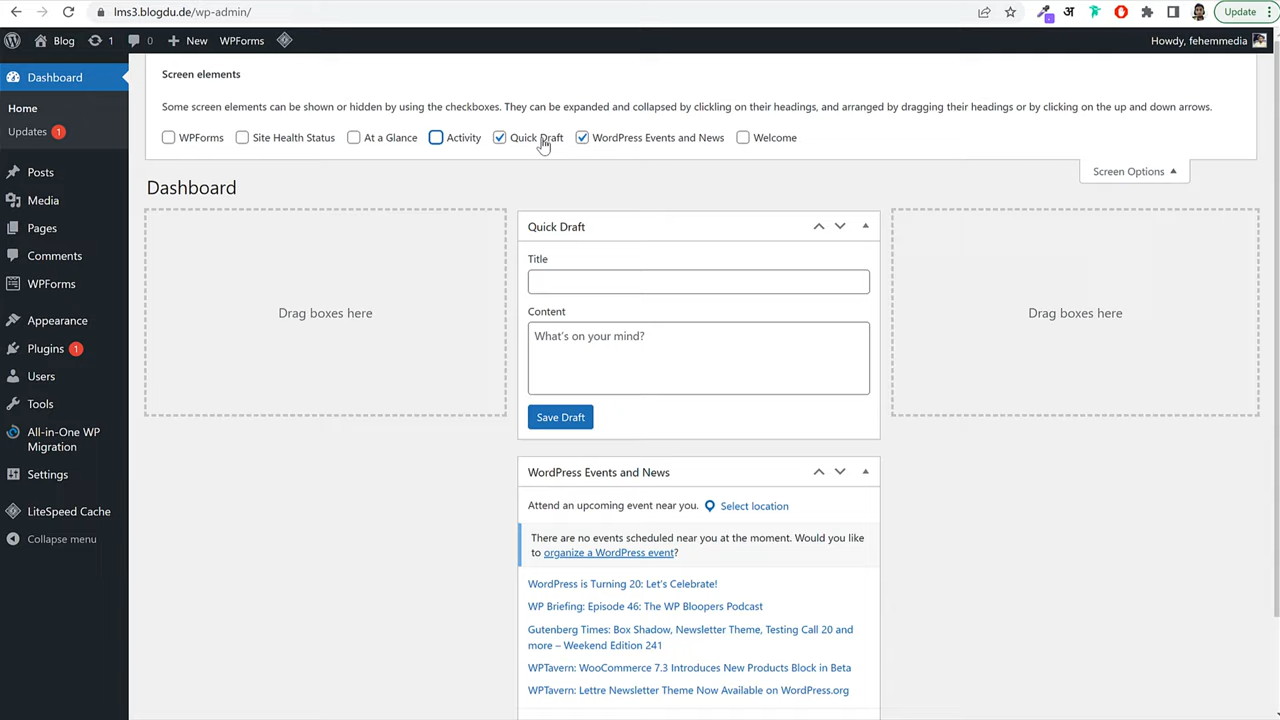 lms3.blogdu.de/wp-admin/
अ
Update
Blog
1
0
New
WPForms
Howdy, fehemmedia
Dashboard
Home
Updates 1
Posts
Media
Pages
Comments
WPForms
Appearance
Plugins 1
Users
Tools
All-in-One WP
Migration
Settings
LiteSpeed Cache
Collapse menu
Screen elements
Some screen elements can be shown or hidden by using the checkboxes. They can be expanded and collapsed by clickling on their headings, and arranged by dragging their headings or by clicking on the up and down arrows.
WPForms Site Health Status At a Glance Activity Quick Draft WordPress Events and News Welcome
Screen Options
Dashboard
Drag boxes here
Quick Draft
Title
Content
What's on your mind?
Save Draft
WordPress Events and News
Attend an upcoming event near you. Select location
There are no events scheduled near you at the moment. Would you like
to organize a WordPress event?
WordPress is Turning 20: Let's Celebrate!
WP Briefing: Episode 46: The WP Bloopers Podcast
Gutenberg Times: Box Shadow, Newsletter Theme, Testing Call 20 and
more – Weekend Edition 241
WPTavern: WooCommerce 7.3 Introduces New Products Block in Beta
WPTavern: Lettre Newsletter Theme Now Available on WordPress.org
Drag boxes here